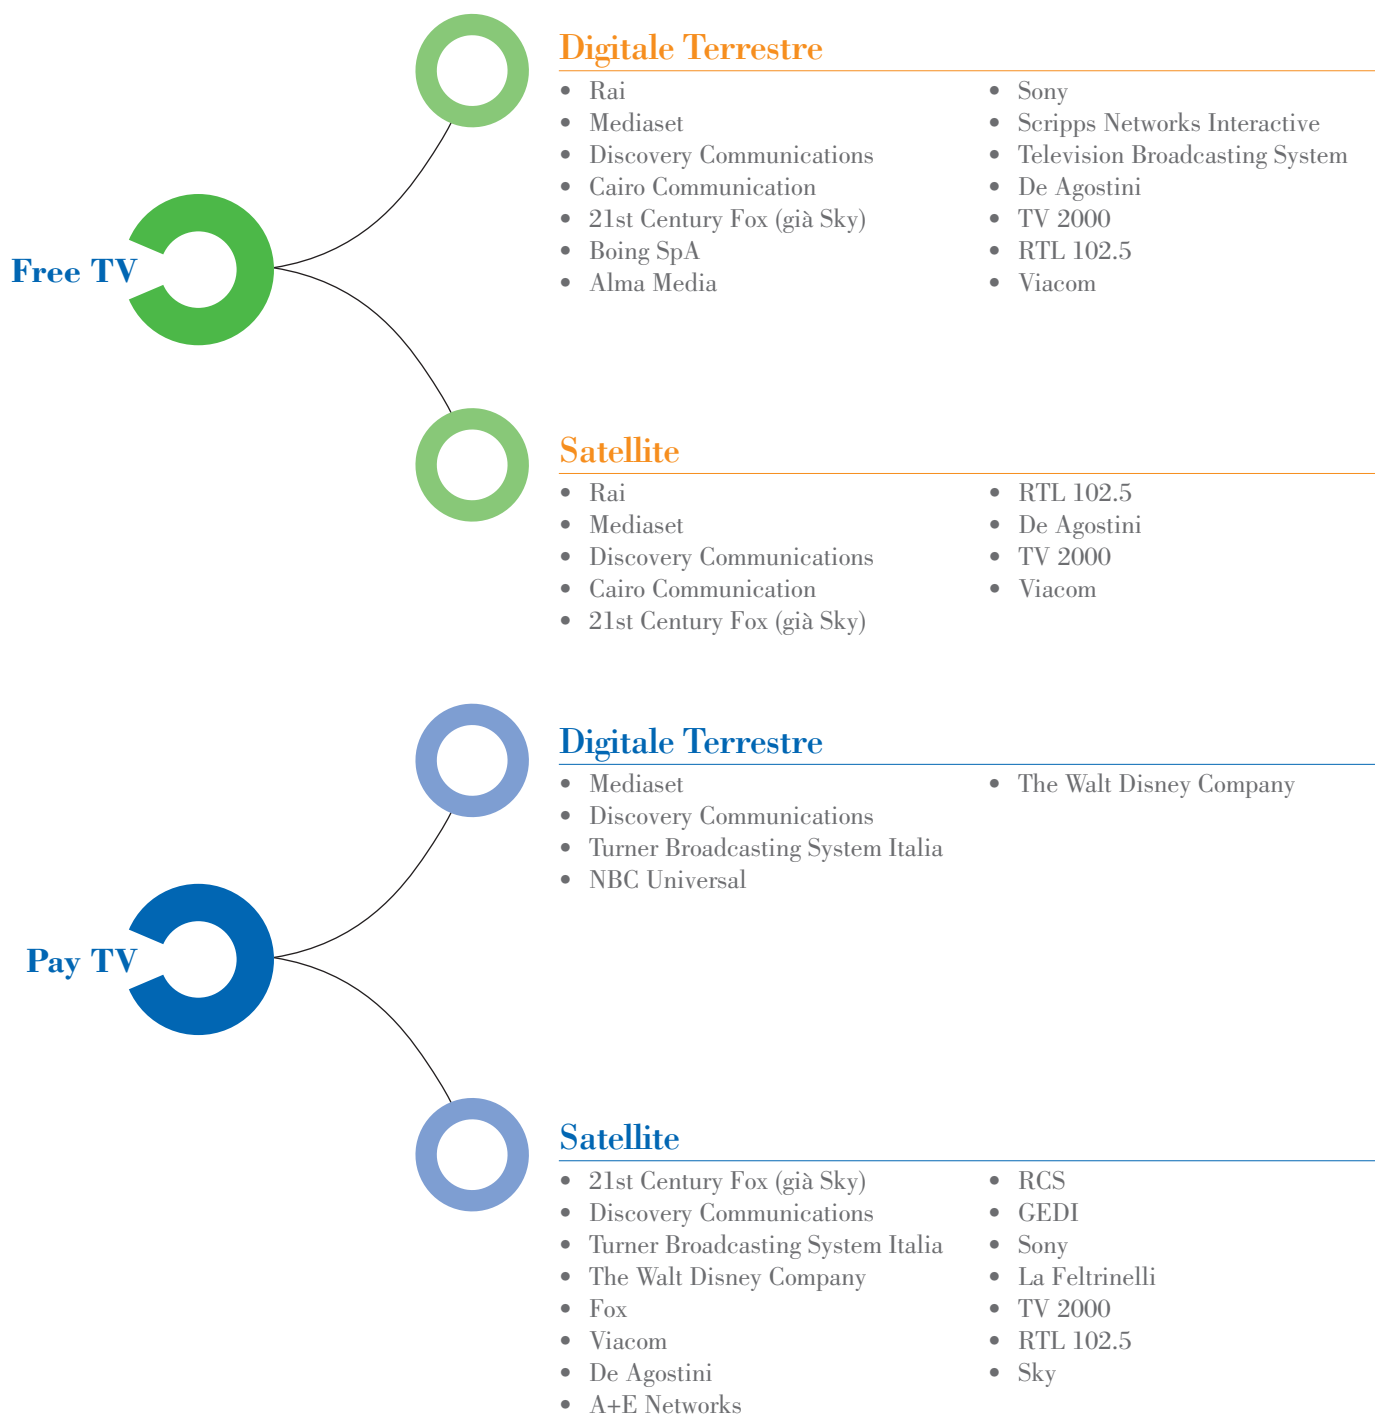 Free TV
Digitale Terrestre
• Rai
• Mediaset
• Discovery Communications
• Cairo Communication
• 21st Century Fox (già Sky)
• Boing SpA
• Alma Media
• Sony
• Scripps Networks Interactive
• Television Broadcasting System
• De Agostini
• TV 2000
• RTL 102.5
• Viacom
Satellite
• Rai
• Mediaset
• Discovery Communications
• Cairo Communication
• 21st Century Fox (già Sky)
• RTL 102.5
• De Agostini
• TV 2000
• Viacom
Pay TV
Digitale Terrestre
• Mediaset
• Discovery Communications
• Turner Broadcasting System Italia
• NBC Universal
• The Walt Disney Company
Satellite
• 21st Century Fox (già Sky)
• Discovery Communications
• Turner Broadcasting System Italia
• The Walt Disney Company
• Fox
• Viacom
• De Agostini
• A+E Networks
• RCS
• GEDI
• Sony
• La Feltrinelli
• TV 2000
• RTL 102.5
• Sky